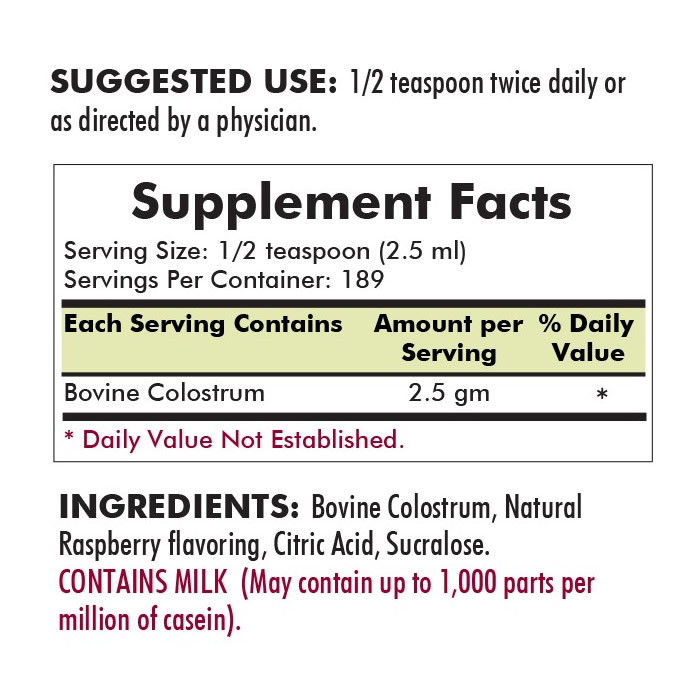 SUGGESTED USE: 1/2 teaspoon twice daily or
as directed by a physician.
Supplement Facts
Serving Size: 1/2 teaspoon (2.5 ml)
Servings Per Container: 189
Each Serving Contains Amount per % Daily
Serving Value
Bovine Colostrum 2.5 gm *
* Daily Value Not Established.
INGREDIENTS: Bovine Colostrum, Natural
Raspberry flavoring, Citric Acid, Sucralose.
CONTAINS MILK (May contain up to 1,000 parts per
million of casein).